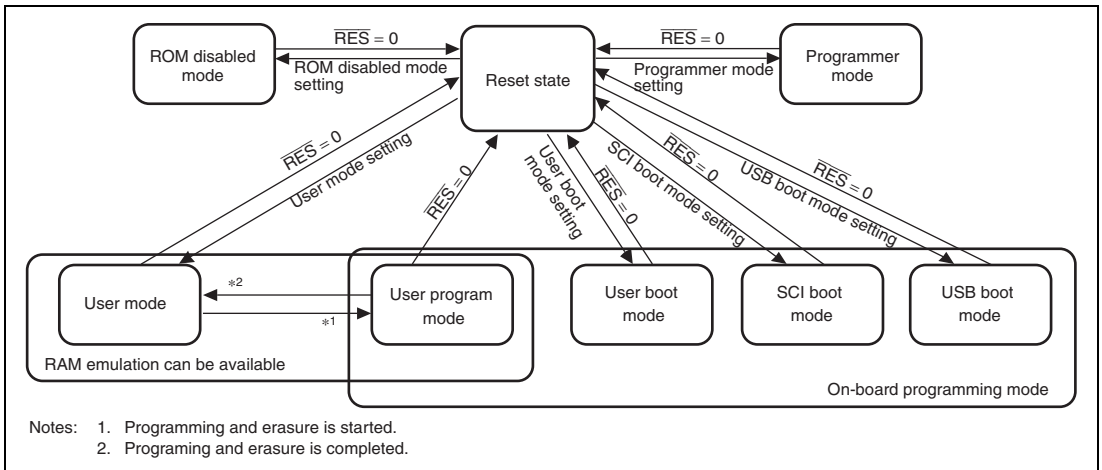 ROM disabled
mode
RES = 0
ROM disabled mode
setting
Reset state
RES = 0
Programmer mode
setting
Programmer
mode
RES = 0
User mode setting
RES = 0
User boot
mode setting
RES = 0
SCI boot mode setting
RES = 0
USB boot mode setting
RES = 0
User mode
*2
*1
User program
mode
User boot
mode
SCI boot
mode
USB boot
mode
RAM emulation can be available
On-board programming mode
Notes: 1. Programming and erasure is started.
2. Programing and erasure is completed.